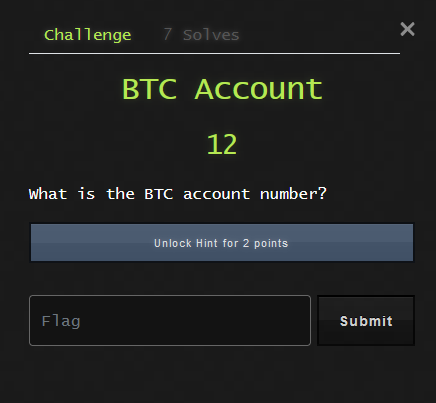 Challenge 7 Solves ×
BTC Account
12
What is the BTC account number?
Unlock Hint for 2 points
Flag Submit